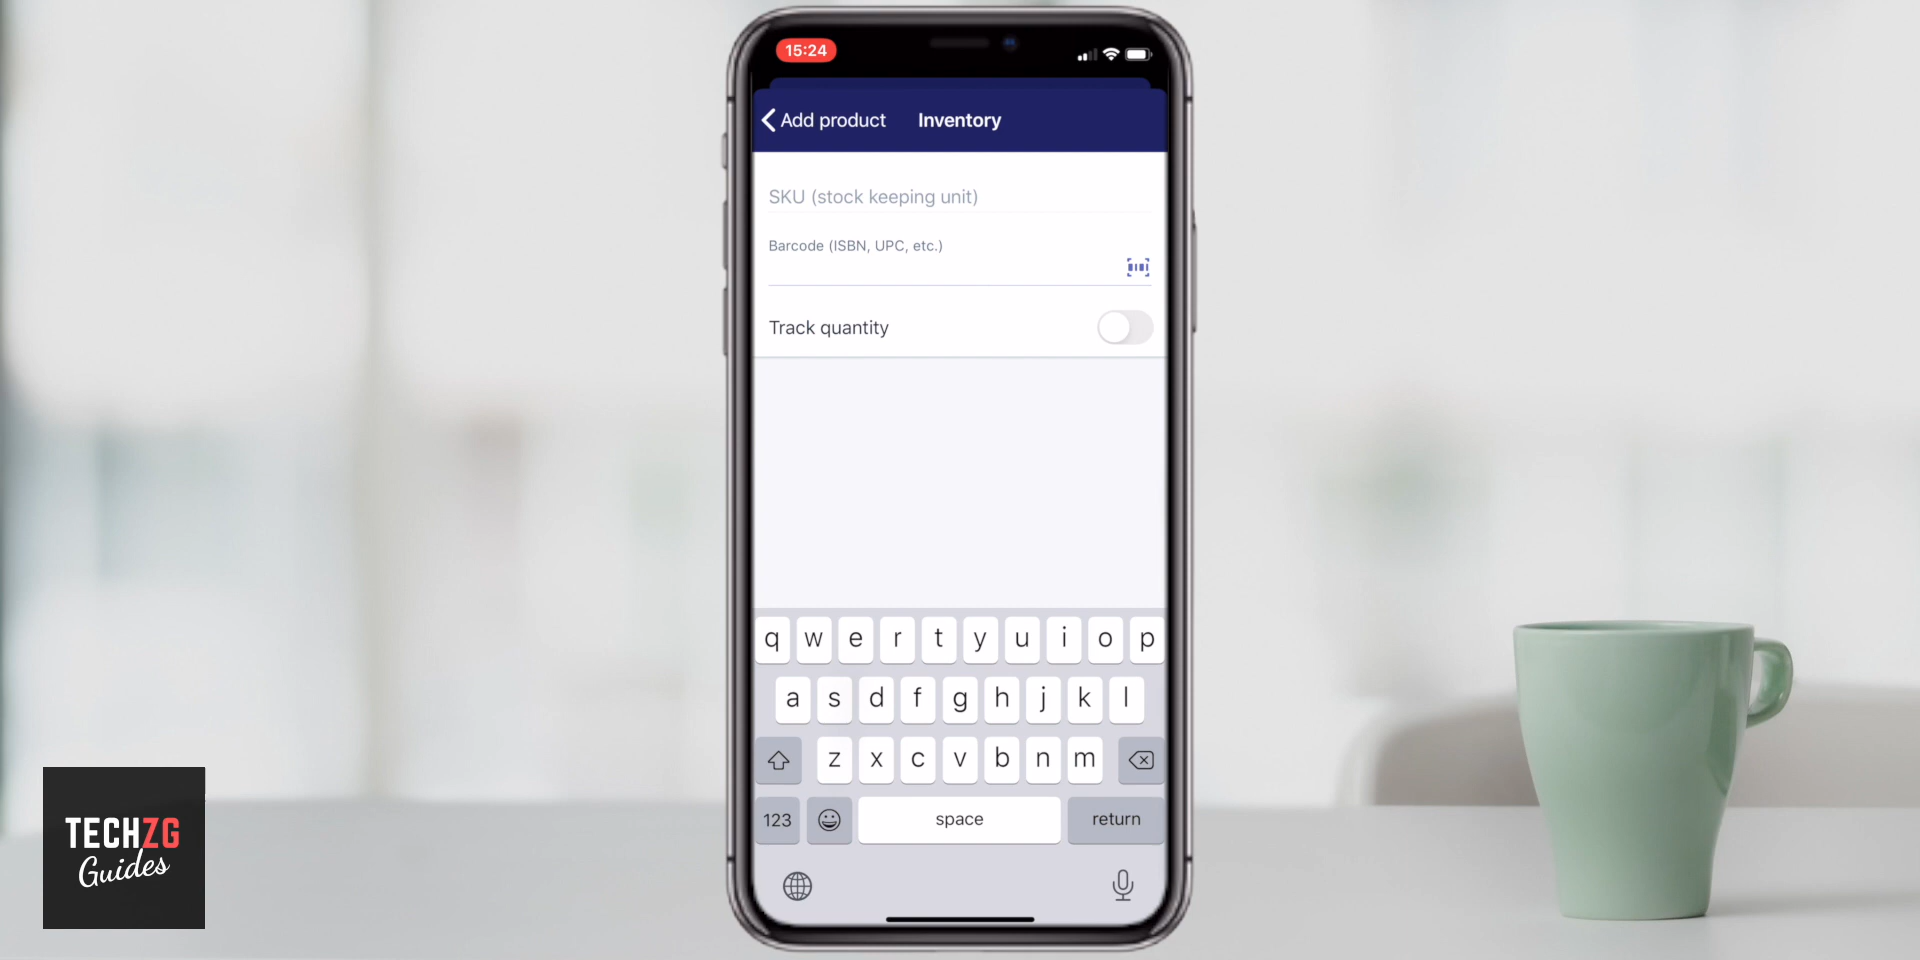 15:24
Add product
Inventory
SKU (stock keeping unit)
Barcode (ISBN, UPC, etc.)
Track quantity
q w e r t y u i o p
a s d f g h j k l
z x c v b n m
123 space return
TECHZG
Guides